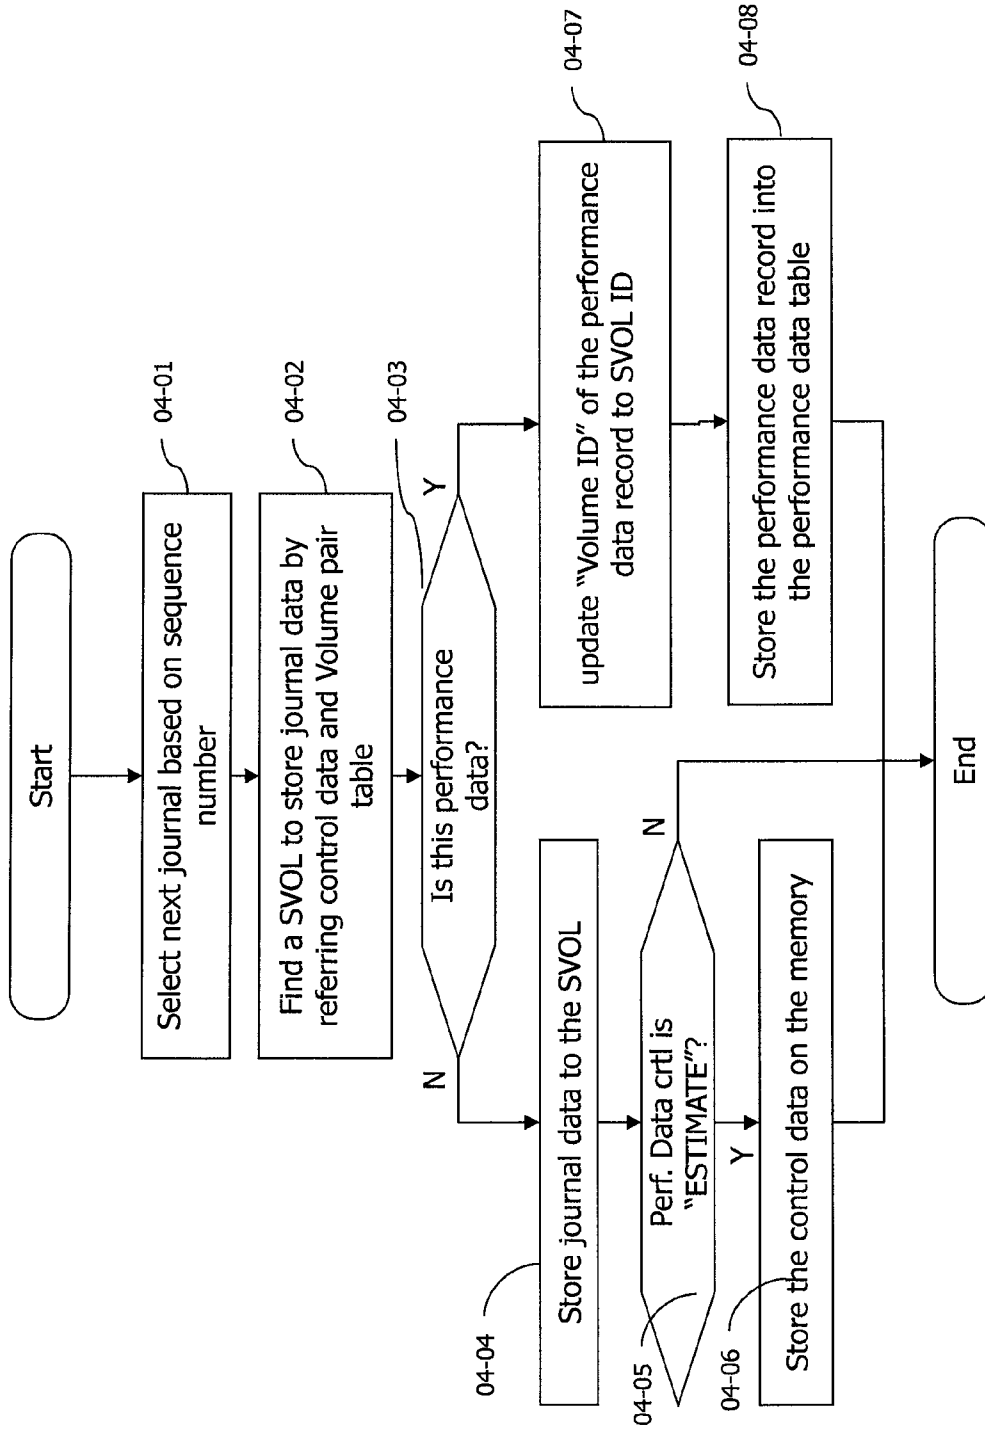 Start
Select next journal based on sequence
number
04-01
Find a SVOL to store journal data by
referring control data and Volume pair
table
04-02
Is this performance
data?
04-03
N
Y
Store journal data to the SVOL
04-04
Perf. Data crtl is
"ESTIMATE"?
04-05
N
Y
Store the control data on the memory
04-06
update "Volume ID" of the performance
data record to SVOL ID
04-07
Store the performance data record into
the performance data table
04-08
End